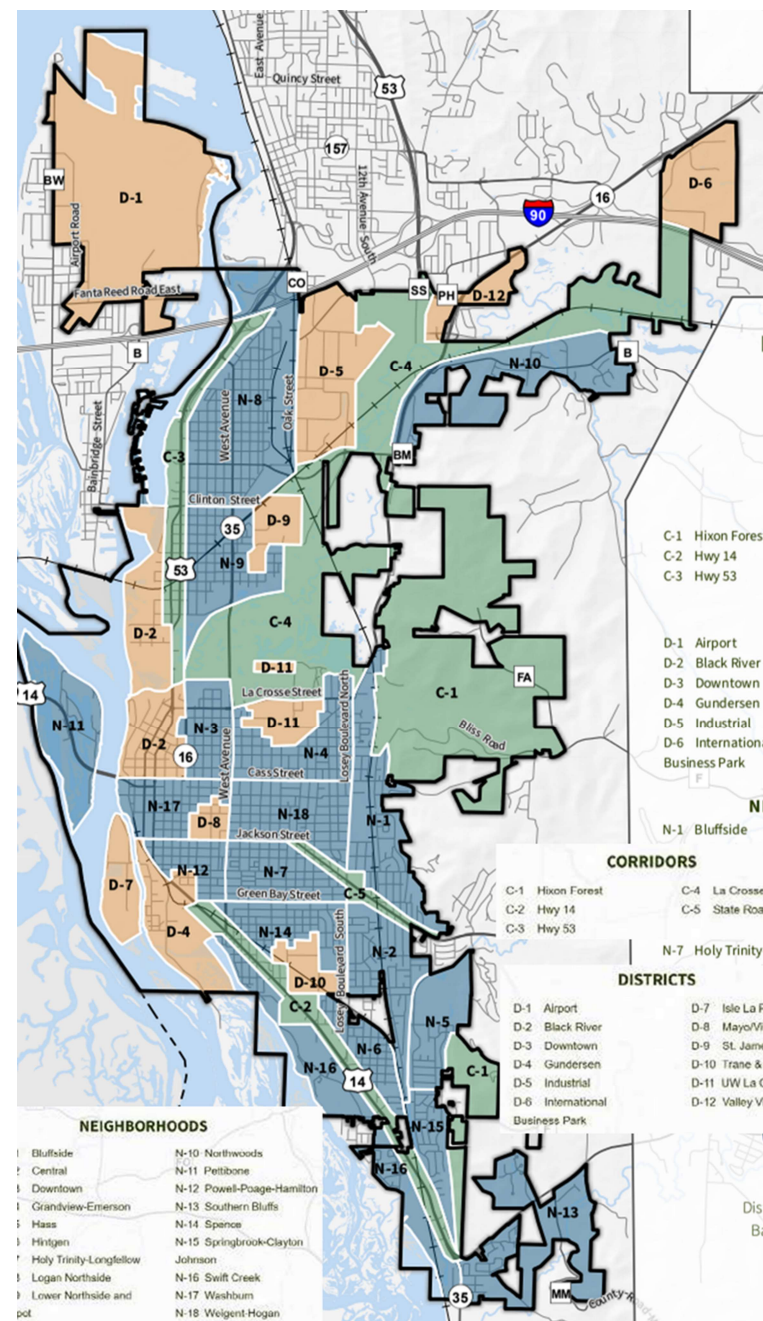 East Avenue
Quincy Street
53
157
BW
D-1
12th Avenue South
16
D-6
90
Airport Road
Fanta Reed Road East
CO
SS
PH
D-12
B
N-10
B
D-5
C-4
N-8
West Avenue
Oak Street
Bainbridge Street
C-3
BM
Clinton Street
35
D-9
53
N-9
C-4
D-2
D-11
La Crosse Street
C-1
FA
14
N-11
N-3
D-11
Bliss Road
D-2
16
West Avenue
N-4
Losey Boulevard North
Cass Street
N-17
D-8
N-18
N-1
Jackson Street
N-12
N-7
D-7
C-5
Green Bay Street
D-4
N-14
N-2
D-10
Losey Boulevard South
C-2
N-5
N-6
N-16
14
C-1
N-15
N-16
N-13
35
MM
County-Road
F
C-1 Hixon Fores
C-2 Hwy 14
C-3 Hwy 53
D-1 Airport
D-2 Black River
D-3 Downtown
D-4 Gundersen
D-5 Industrial
D-6 Internationa
Business Park
N
N-1 Bluffside
N-7 Holy Trinity
CORRIDORS
C-1 Hixon Forest
C-2 Hwy 14
C-3 Hwy 53
C-4 La Crosse
C-5 State Roa
DISTRICTS
D-1 Airport
D-2 Black River
D-3 Downtown
D-4 Gundersen
D-5 Industrial
D-6 International
Business Park
D-7 Isle La P
D-8 Mayo/Vi
D-9 St. Jame
D-10 Trane &
D-11 UW La C
D-12 Valley Vi
NEIGHBORHOODS
Bluffside
Central
Downtown
Grandview-Emerson
Hass
Hintgen
Holy Trinity-Longfellow
Logan Northside
Lower Northside and
pot
N-10 Northwoods
N-11 Pettibone
N-12 Powell-Poage-Hamilton
N-13 Southern Bluffs
N-14 Spence
N-15 Springbrook-Clayton
Johnson
N-16 Swift Creek
N-17 Washburn
N-18 Weigent-Hogan
Dis
Ba